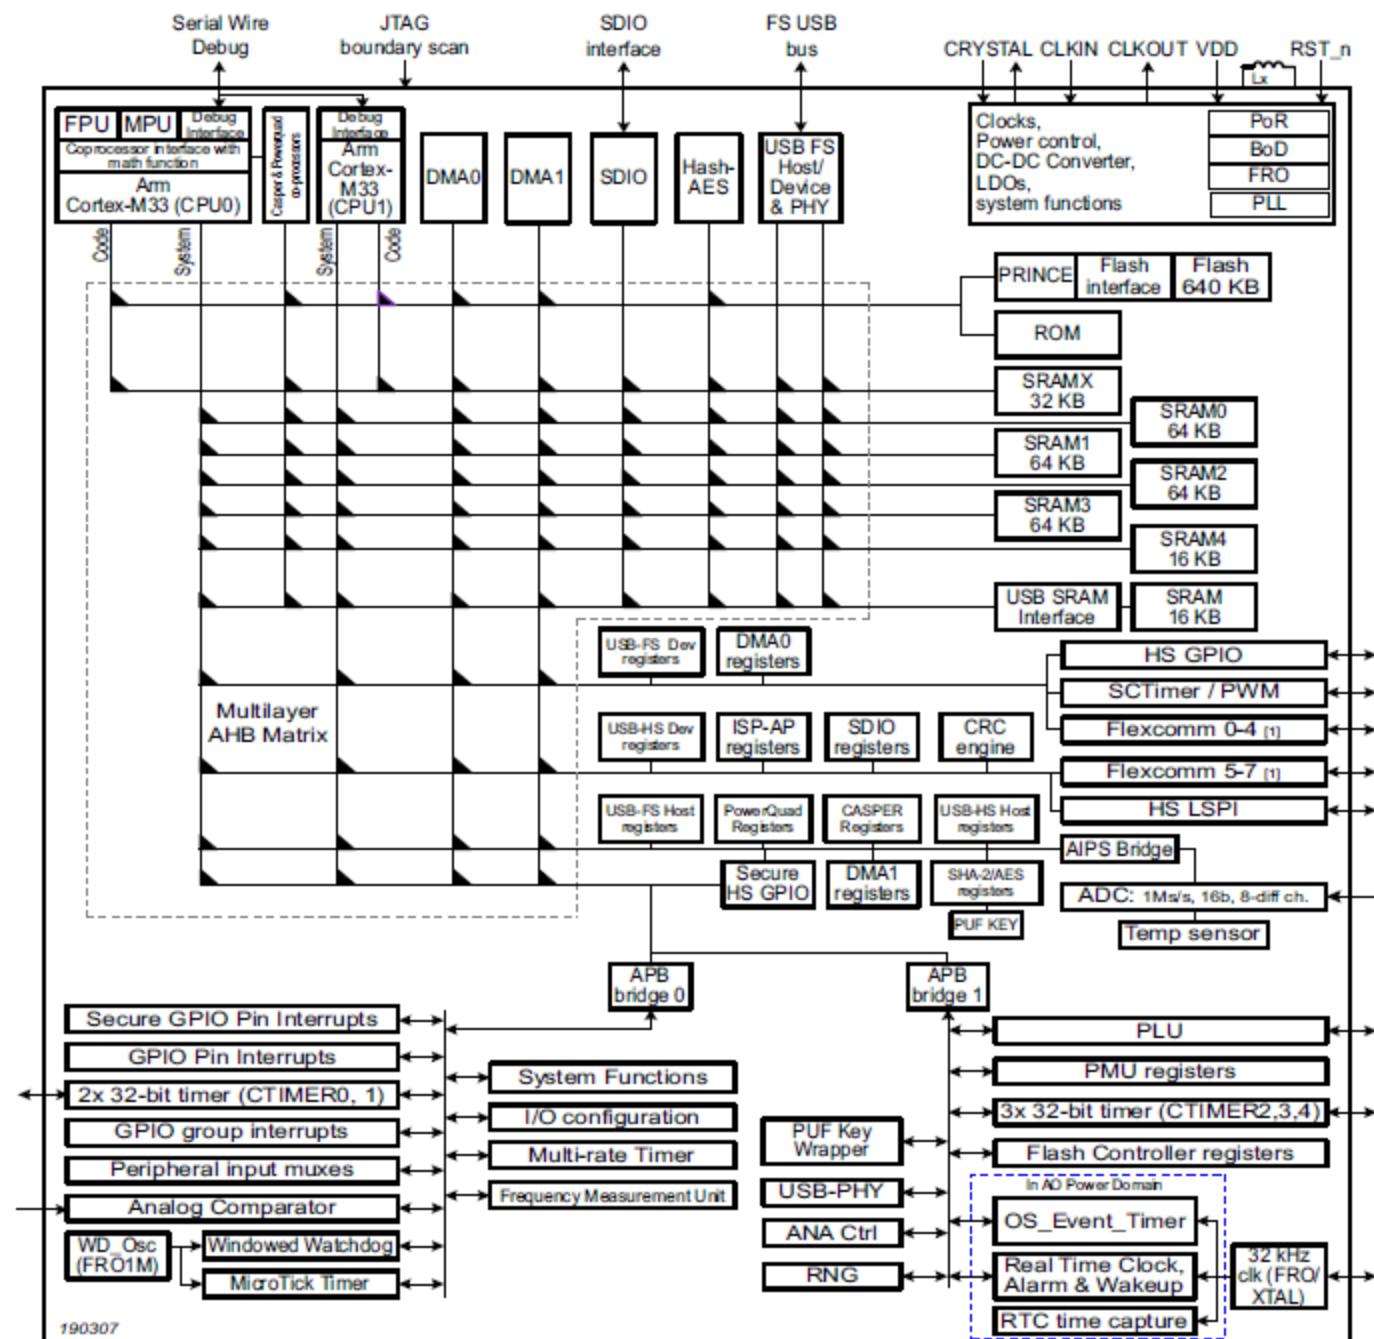 Serial Wire
Debug
JTAG
boundary scan
SDIO
interface
FS USB
bus
CRYSTAL CLKIN CLKOUT VDD
RST_n
Lx
FPU
MPU
Debug
Interface
Coprocessor interface with
math function
Arm
Cortex-M33 (CPU0)
Casper & Powerquad
co-processors
Debug
Interface
Arm
Cortex-
M33
(CPU1)
DMA0
DMA1
SDIO
Hash-
AES
USB FS
Host/
Device
& PHY
Clocks,
Power control,
DC-DC Converter,
LDOs,
system functions
PoR
BoD
FRO
PLL
Code
System
System
Code
PRINCE
Flash
interface
Flash
640 KB
ROM
SRAMX
32 KB
SRAM0
64 KB
SRAM1
64 KB
SRAM2
64 KB
SRAM3
64 KB
SRAM4
16 KB
USB SRAM
Interface
SRAM
16 KB
Multilayer
AHB Matrix
USB-FS Dev
registers
DMA0
registers
HS GPIO
SCTimer / PWM
Flexcomm 0-4 [1]
USB-HS Dev
registers
ISP-AP
registers
SDIO
registers
CRC
engine
Flexcomm 5-7 [1]
HS LSPI
USB-FS Host
registers
PowerQuad
Registers
CASPER
Registers
USB-HS Host
registers
AIPS Bridge
Secure
HS GPIO
DMA1
registers
SHA-2/AES
registers
PUF KEY
ADC: 1Ms/s, 16b, 8-diff ch.
Temp sensor
APB
bridge 0
APB
bridge 1
Secure GPIO Pin Interrupts
GPIO Pin Interrupts
2x 32-bit timer (CTIMER0, 1)
GPIO group interrupts
Peripheral input muxes
Analog Comparator
WD_Osc
(FRO1M)
Windowed Watchdog
MicroTick Timer
System Functions
I/O configuration
Multi-rate Timer
Frequency Measurement Unit
PUF Key
Wrapper
USB-PHY
ANA Ctrl
RNG
PLU
PMU registers
3x 32-bit timer (CTIMER2,3,4)
Flash Controller registers
In AO Power Domain
OS_Event_Timer
Real Time Clock,
Alarm & Wakeup
RTC time capture
32 kHz
clk (FRO/
XTAL)
190307